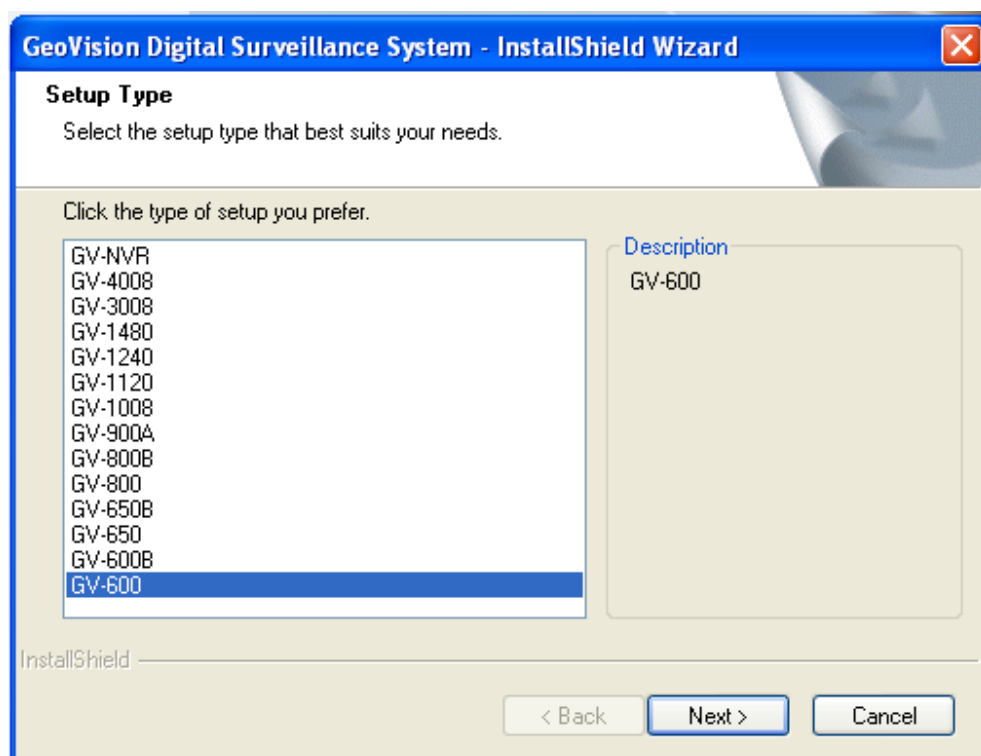 GeoVision Digital Surveillance System - InstallShield Wizard
Setup Type
Select the setup type that best suits your needs.
Click the type of setup you prefer.
GV-NVR
GV-4008
GV-3008
GV-1480
GV-1240
GV-1120
GV-1008
GV-900A
GV-800B
GV-800
GV-650B
GV-650
GV-600B
GV-600
Description
GV-600
InstallShield
< Back
Next >
Cancel